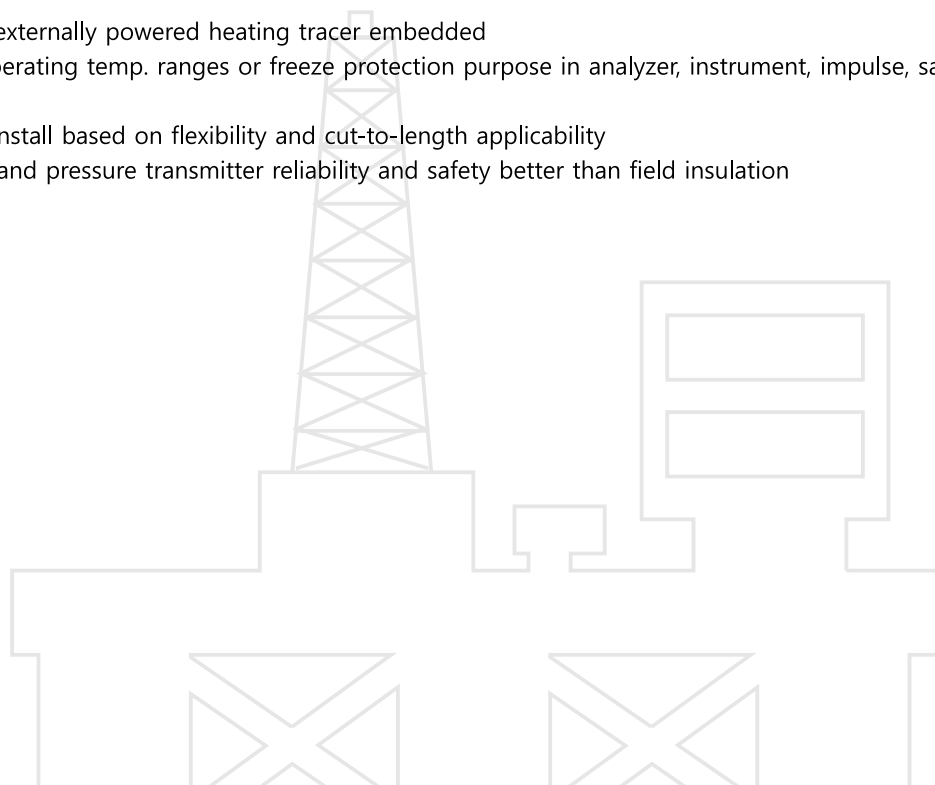 externally powered heating tracer embedded
perating temp. ranges or freeze protection purpose in analyzer, instrument, impulse, sa
nstall based on flexibility and cut-to-length applicability
and pressure transmitter reliability and safety better than field insulation